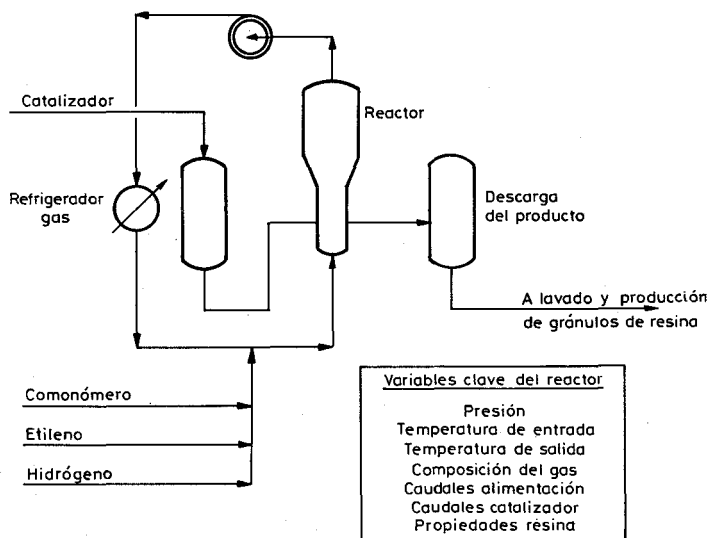 Catalizador
Reactor
Refrigerador
gas
Descarga
del producto
A lavado y producción
de gránulos de resina
Comonómero
Etileno
Hidrógeno
Variables clave del reactor
Presión
Temperatura de entrada
Temperatura de salida
Composición del gas
Caudales alimentación
Caudales catalizador
Propiedades resina